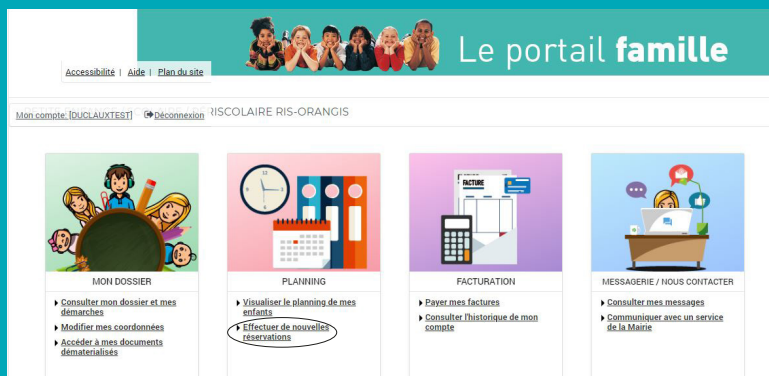 Le portail famille
Accessibilité | Aide | Plan du site
Mon compte: [DUCLAUXTEST] Déconnexion
RISCOLAIRE RIS-ORANGIS
FACTURE
MON DOSSIER
Consulter mon dossier et mes
démarches
Modifier mes coordonnées
Accéder à mes documents
dématerialisés
PLANNING
Visualiser le planning de mes
enfants
Effectuer de nouvelles
réservations
FACTURATION
Payer mes factures
Consulter l'historique de mon
compte
MESSAGERIE / NOUS CONTACTER
Consulter mes messages
Communiquer avec un service
de la Mairie